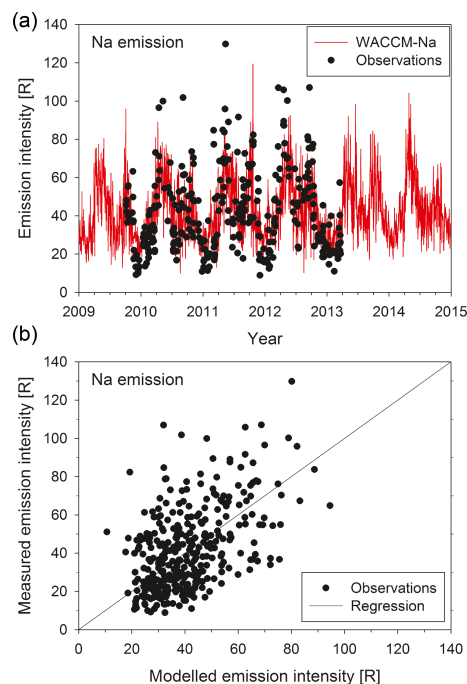 (a)
Na emission
WACCM-Na
Observations
Emission intensity [R]
140
120
100
80
60
40
20
0
2009 2010 2011 2012 2013 2014 2015
Year
(b)
Na emission
Measured emission intensity [R]
140
120
100
80
60
40
20
0
Observations
Regression
0 20 40 60 80 100 120 140
Modelled emission intensity [R]